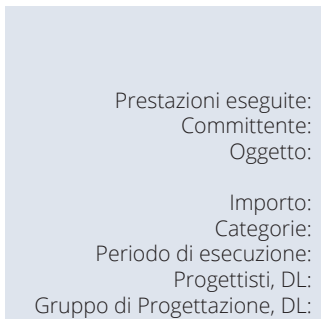 Prestazioni eseguite:
Committente:
Oggetto:
Importo:
Categorie:
Periodo di esecuzione:
Progettisti, DL:
Gruppo di Progettazione, DL: